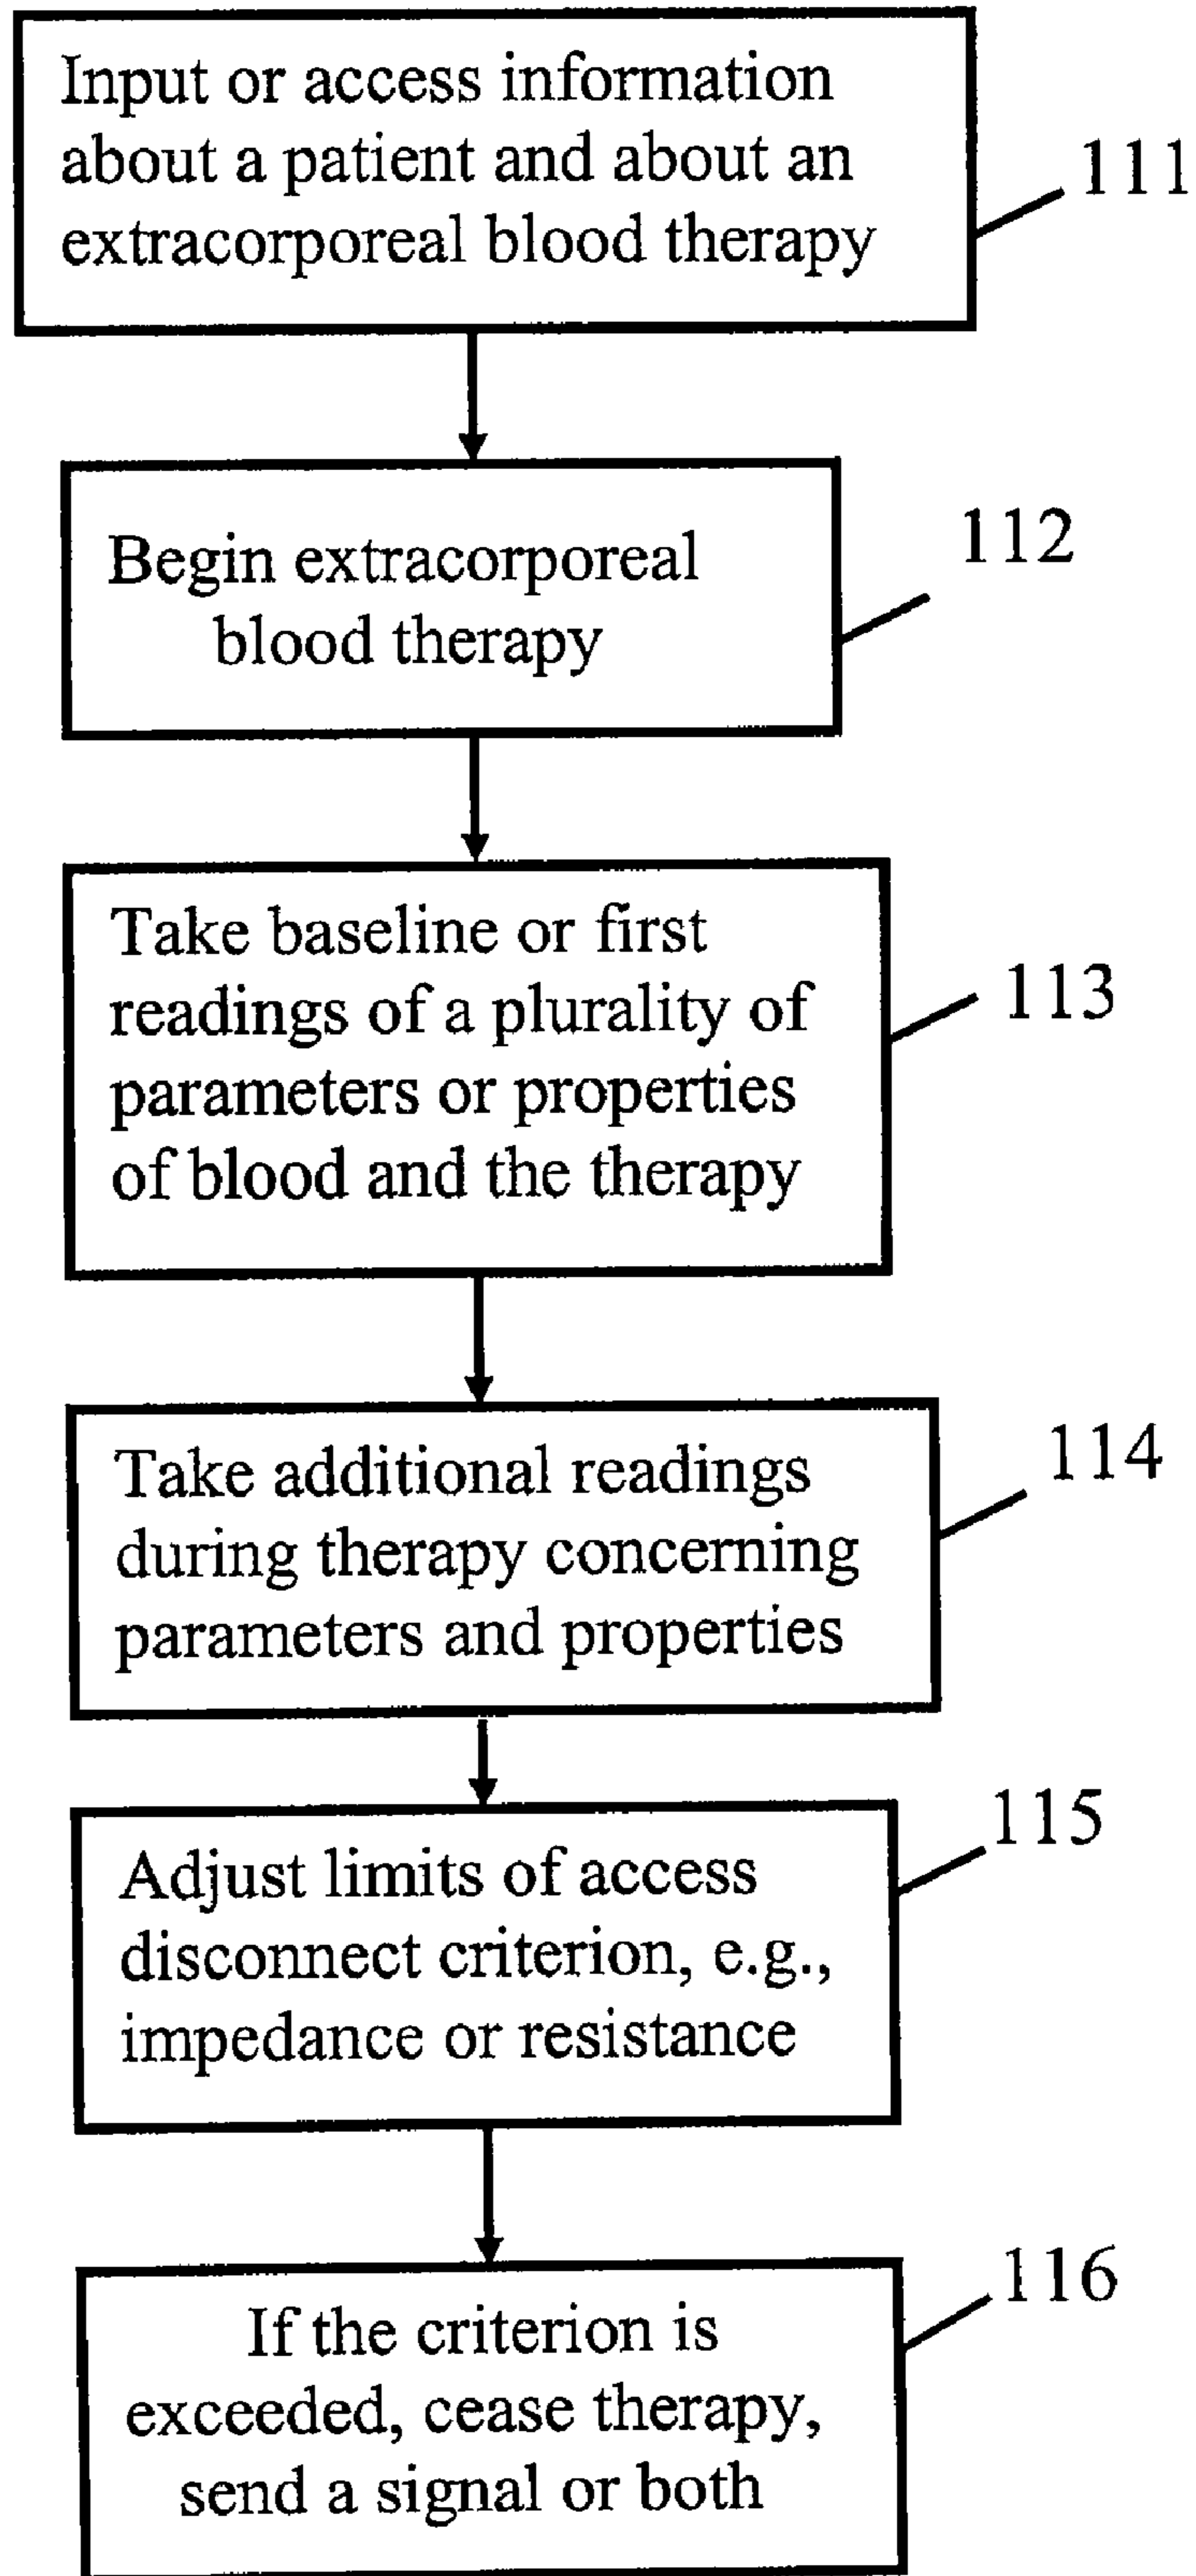 Input or access information
about a patient and about an
extracorporeal blood therapy
111
Begin extracorporeal
blood therapy
112
Take baseline or first
readings of a plurality of
parameters or properties
of blood and the therapy
113
Take additional readings
during therapy concerning
parameters and properties
114
Adjust limits of access
disconnect criterion, e.g.,
impedance or resistance
115
If the criterion is
exceeded, cease therapy,
send a signal or both
116